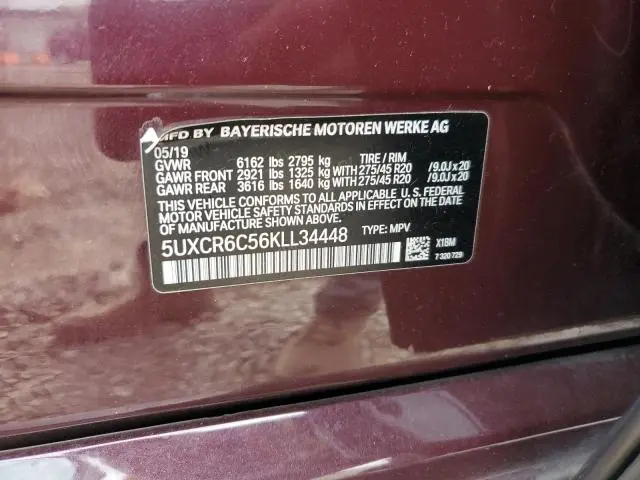 MFD BY BAYERISCHE MOTOREN WERKE AG
05/19
GVWR 6162 lbs 2795 kg TIRE / RIM
GAWR FRONT 2921 lbs 1325 kg WITH 275/45 R20 /9.0J x 20
GAWR REAR 3616 lbs 1640 kg WITH 275/45 R20 /9.0J x 20
THIS VEHICLE CONFORMS TO ALL APPLICABLE U.S. FEDERAL
MOTOR VEHICLE SAFETY STANDARDS IN EFFECT ON THE DATE
OF MANUFACTURE SHOWN ABOVE.
5UXCR6C56KLL34448 TYPE: MPV
X1BM
7 320 729